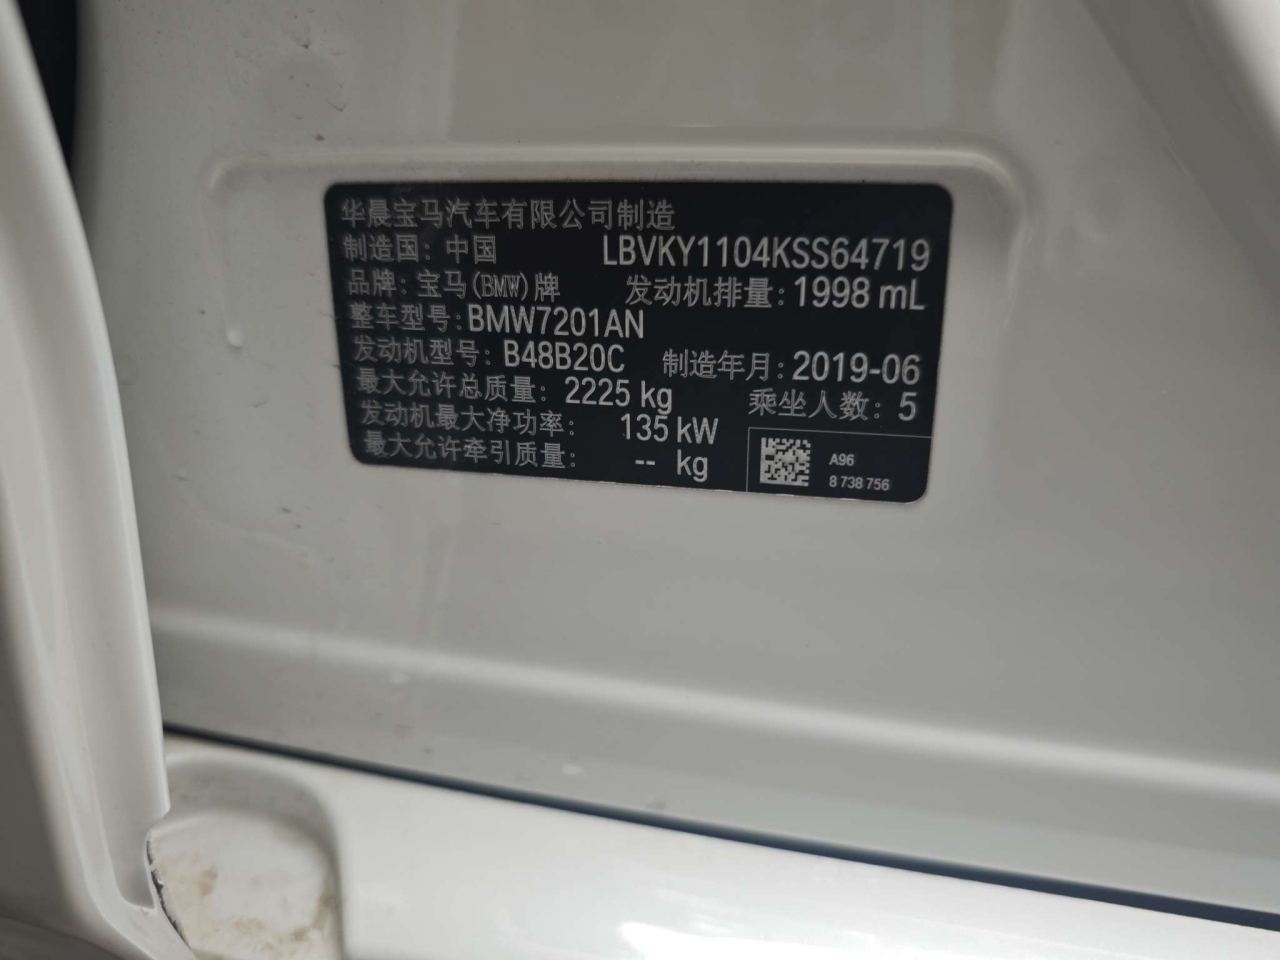 华晨宝马汽车有限公司制造
制造国: 中国 LBVKY1104KSS64719
品牌: 宝马(BMW)牌 发动机排量: 1998 mL
整车型号: BMW7201AN
发动机型号: B48B20C 制造年月: 2019-06
最大允许总质量: 2225 kg 乘坐人数: 5
发动机最大净功率: 135 kW
最大允许牵引质量: -- kg
A96
8 738 756